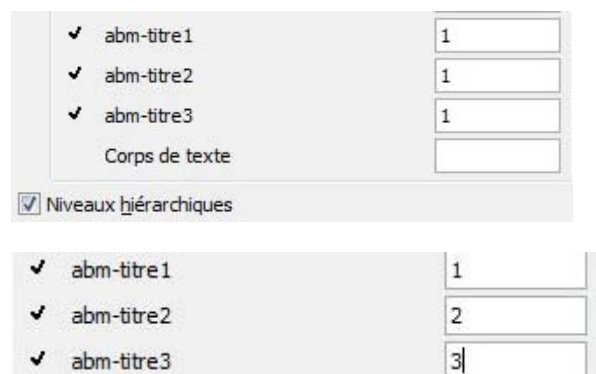 abm-titre1 1
abm-titre2 1
abm-titre3 1
Corps de texte
Niveaux hiérarchiques
abm-titre1 1
abm-titre2 2
abm-titre3 3